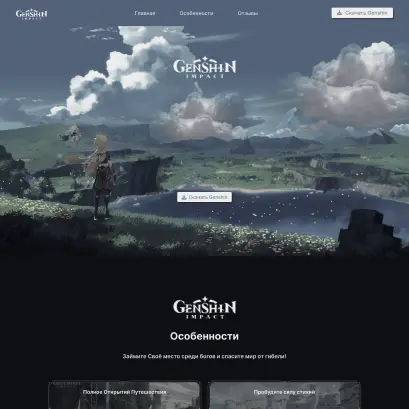 GENSHIN
IMPACT
Главная
Особенности
Отзывы
Скачать Genshin
GENSHIN
IMPACT
Скачать Genshin
GENSHIN
IMPACT
Особенности
Займите Своё место среди богов и спасите мир от гибели!
Полное Открытий Путешествия
Пробудите силу стихий